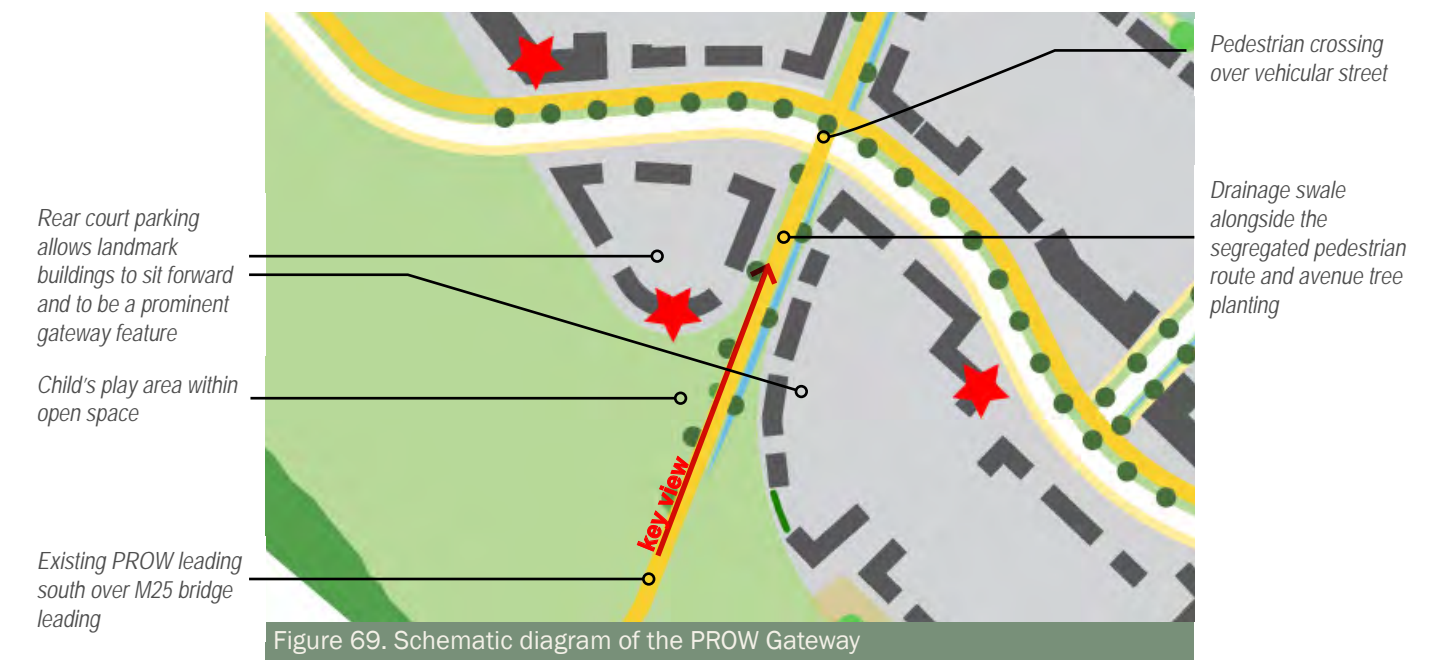 Pedestrian crossing
over vehicular street
Rear court parking
allows landmark
buildings to sit forward
and to be a prominent
gateway feature
Drainage swale
alongside the
segregated pedestrian
route and avenue tree
planting
Child's play area within
open space
key view
Existing PROW leading
south over M25 bridge
leading
Figure 69. Schematic diagram of the PROW Gateway